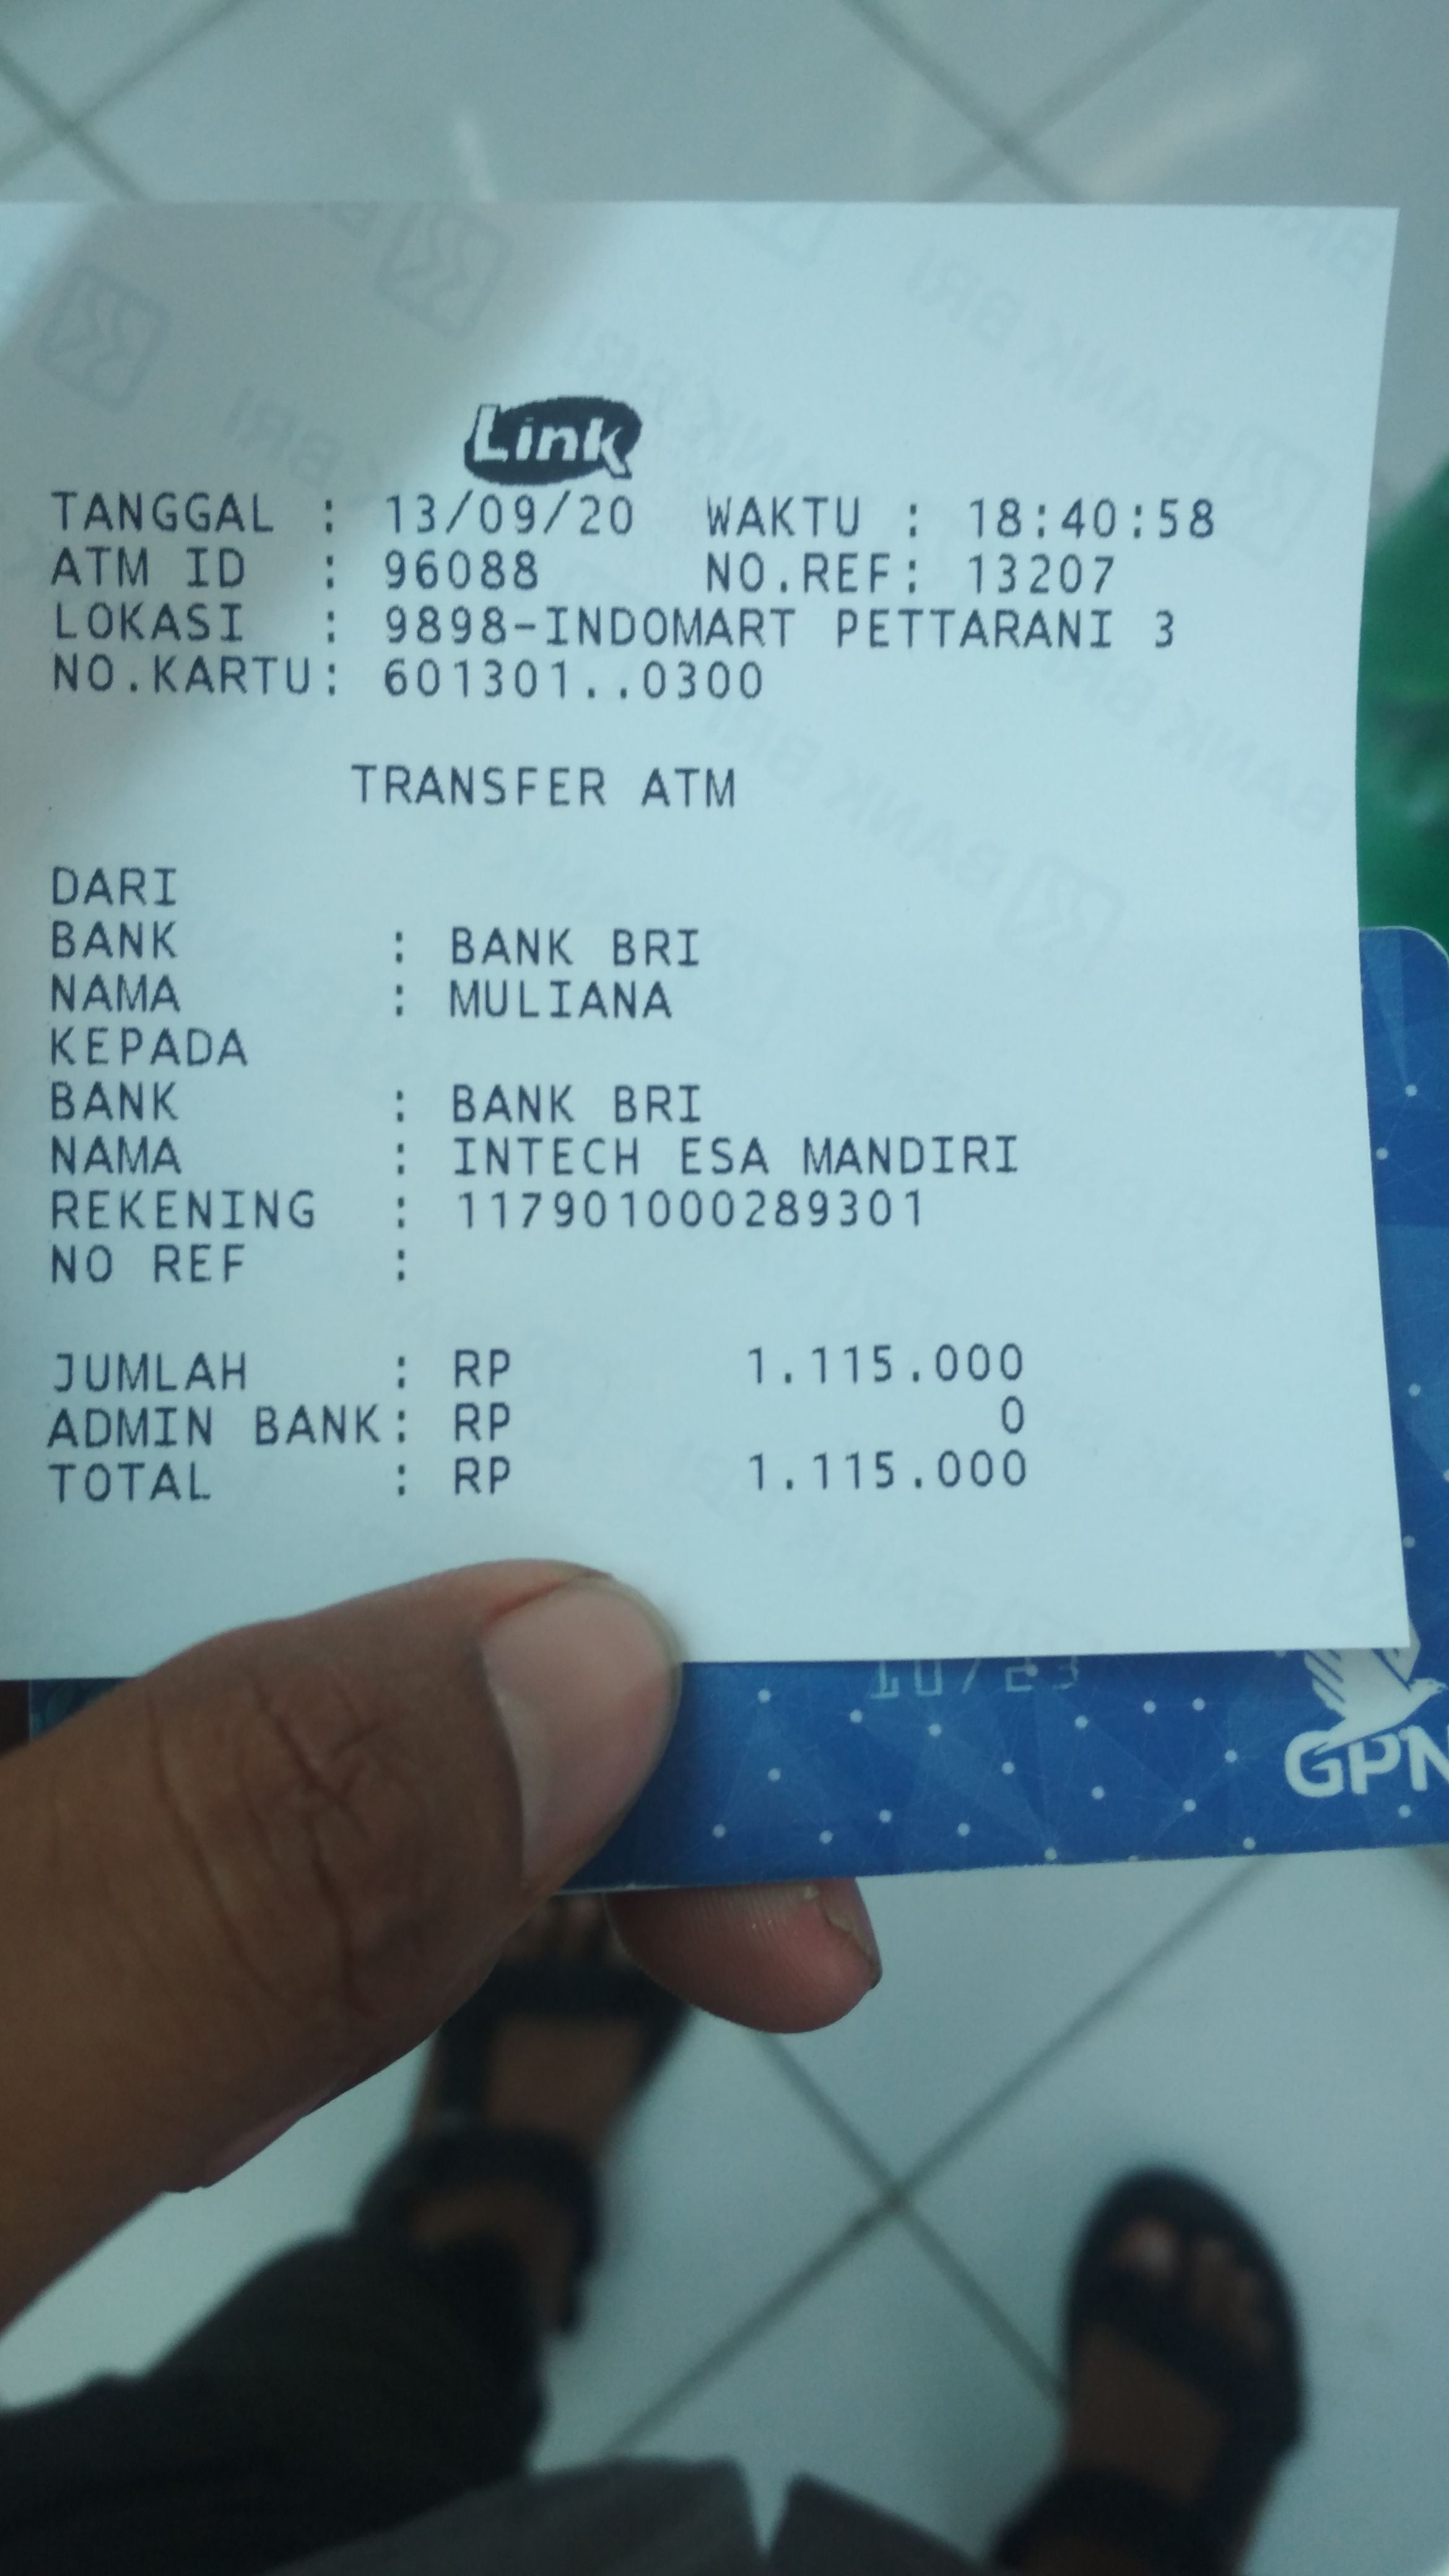 Link
TANGGAL : 13/09/20 WAKTU : 18:40:58
ATM ID : 96088 NO.REF: 13207
LOKASI : 9898-INDOMART PETTARANI 3
NO.KARTU: 601301..0300
TRANSFER ATM
DARI
BANK : BANK BRI
NAMA : MULIANA
KEPADA
BANK : BANK BRI
NAMA : INTECH ESA MANDIRI
REKENING : 117901000289301
NO REF :
JUMLAH : RP 1.115.000
ADMIN BANK: RP 0
TOTAL : RP 1.115.000
10/23
GPN